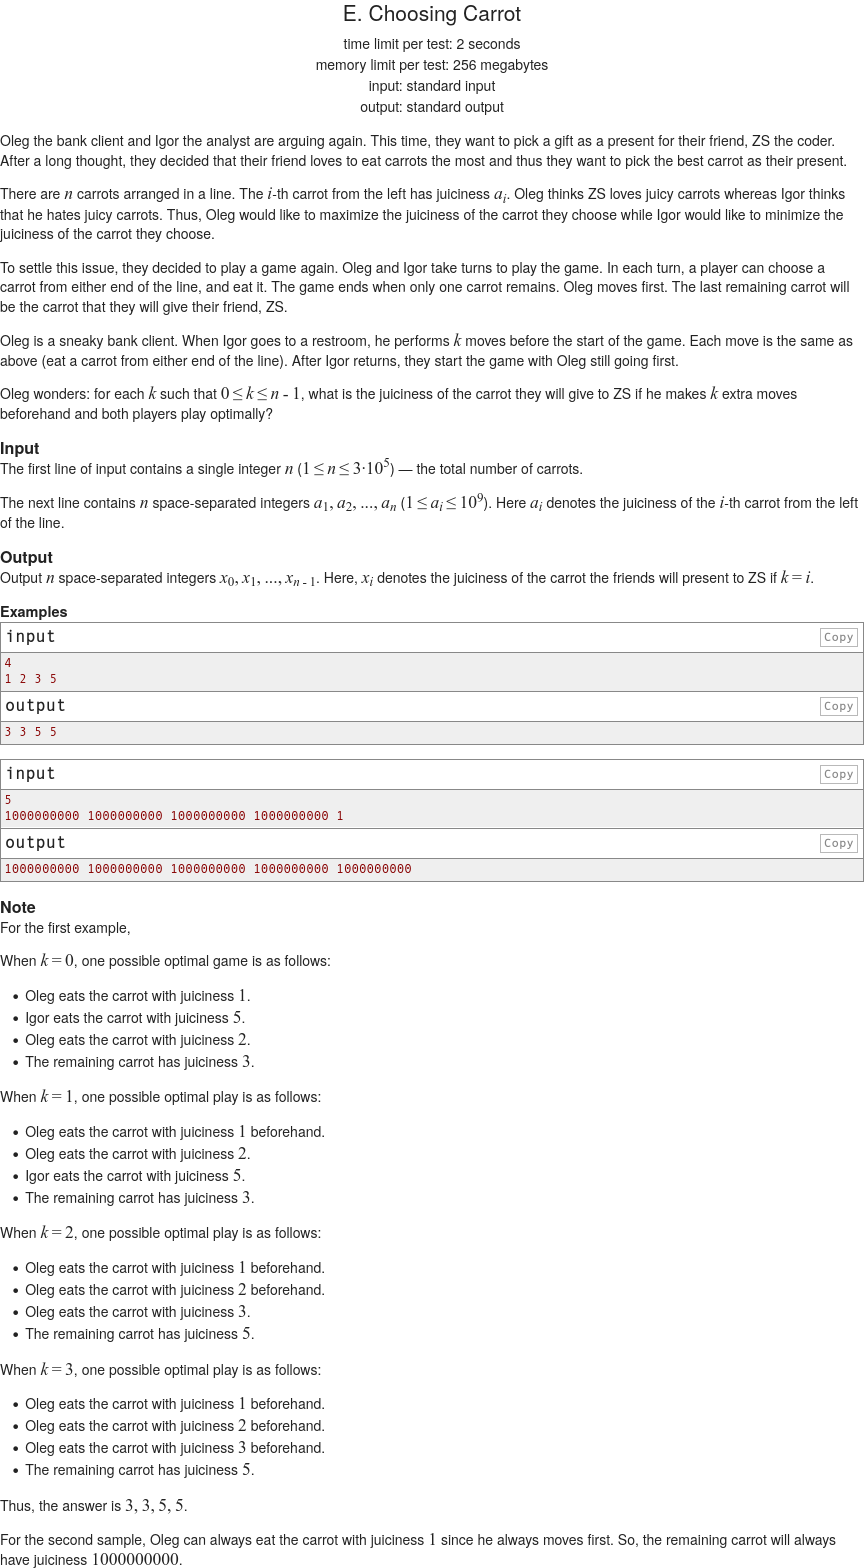 E. Choosing Carrot
time limit per test: 2 seconds
memory limit per test: 256 megabytes
input: standard input
output: standard output
Oleg the bank client and Igor the analyst are arguing again. This time, they want to pick a gift as a present for their friend, ZS the coder.
After a long thought, they decided that their friend loves to eat carrots the most and thus they want to pick the best carrot as their present.
There are n carrots arranged in a line. The i-th carrot from the left has juiciness a_i. Oleg thinks ZS loves juicy carrots whereas Igor thinks
that he hates juicy carrots. Thus, Oleg would like to maximize the juiciness of the carrot they choose while Igor would like to minimize the
juiciness of the carrot they choose.
To settle this issue, they decided to play a game again. Oleg and Igor take turns to play the game. In each turn, a player can choose a
carrot from either end of the line, and eat it. The game ends when only one carrot remains. Oleg moves first. The last remaining carrot will
be the carrot that they will give their friend, ZS.
Oleg is a sneaky bank client. When Igor goes to a restroom, he performs k moves before the start of the game. Each move is the same as
above (eat a carrot from either end of the line). After Igor returns, they start the game with Oleg still going first.
Oleg wonders: for each k such that 0 ≤ k ≤ n - 1, what is the juiciness of the carrot they will give to ZS if he makes k extra moves
beforehand and both players play optimally?
Input
The first line of input contains a single integer n (1 ≤ n ≤ 3·10^5) — the total number of carrots.
The next line contains n space-separated integers a_1, a_2, ..., a_n (1 ≤ a_i ≤ 10^9). Here a_i denotes the juiciness of the i-th carrot from the left
of the line.
Output
Output n space-separated integers x_0, x_1, ..., x_{n - 1}. Here, x_i denotes the juiciness of the carrot the friends will present to ZS if k = i.
Examples
input
Copy
4
1 2 3 5
output
Copy
3 3 5 5
input
Copy
5
1000000000 1000000000 1000000000 1000000000 1
output
Copy
1000000000 1000000000 1000000000 1000000000 1000000000
Note
For the first example,
When k = 0, one possible optimal game is as follows:
• Oleg eats the carrot with juiciness 1.
• Igor eats the carrot with juiciness 5.
• Oleg eats the carrot with juiciness 2.
• The remaining carrot has juiciness 3.
When k = 1, one possible optimal play is as follows:
• Oleg eats the carrot with juiciness 1 beforehand.
• Oleg eats the carrot with juiciness 2.
• Igor eats the carrot with juiciness 5.
• The remaining carrot has juiciness 3.
When k = 2, one possible optimal play is as follows:
• Oleg eats the carrot with juiciness 1 beforehand.
• Oleg eats the carrot with juiciness 2 beforehand.
• Oleg eats the carrot with juiciness 3.
• The remaining carrot has juiciness 5.
When k = 3, one possible optimal play is as follows:
• Oleg eats the carrot with juiciness 1 beforehand.
• Oleg eats the carrot with juiciness 2 beforehand.
• Oleg eats the carrot with juiciness 3 beforehand.
• The remaining carrot has juiciness 5.
Thus, the answer is 3, 3, 5, 5.
For the second sample, Oleg can always eat the carrot with juiciness 1 since he always moves first. So, the remaining carrot will always
have juiciness 1000000000.